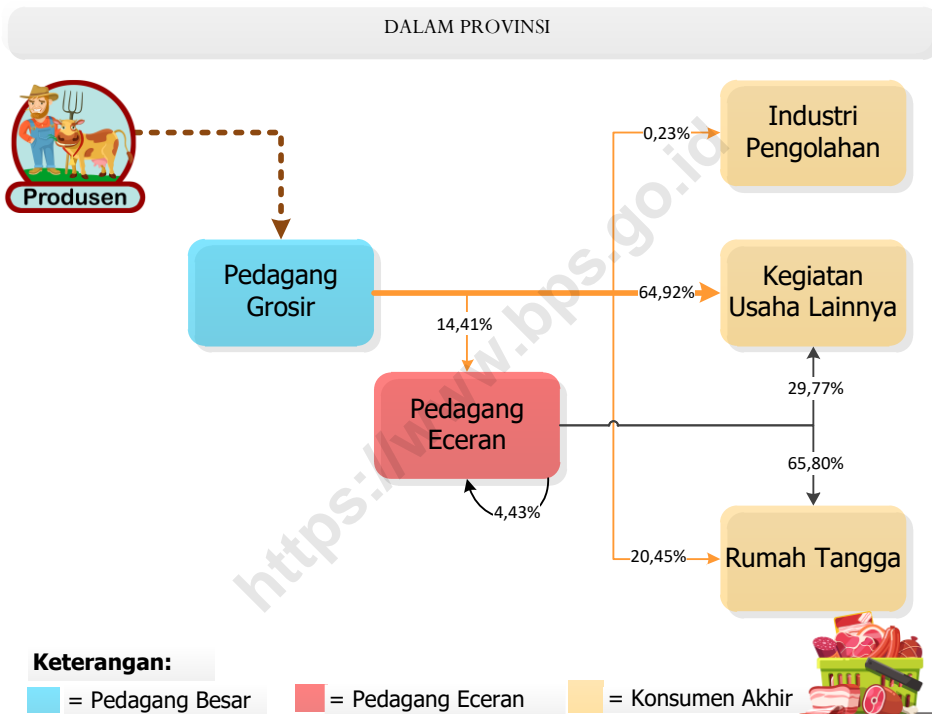 DALAM PROVINSI
Produsen
Industri
Pengolahan
0,23%
Pedagang
Grosir
64,92%
Kegiatan
Usaha Lainnya
14,41%
Pedagang
Eceran
29,77%
65,80%
4,43%
20,45%
Rumah Tangga
https://www.bps.go.id
Keterangan:
= Pedagang Besar
= Pedagang Eceran
= Konsumen Akhir